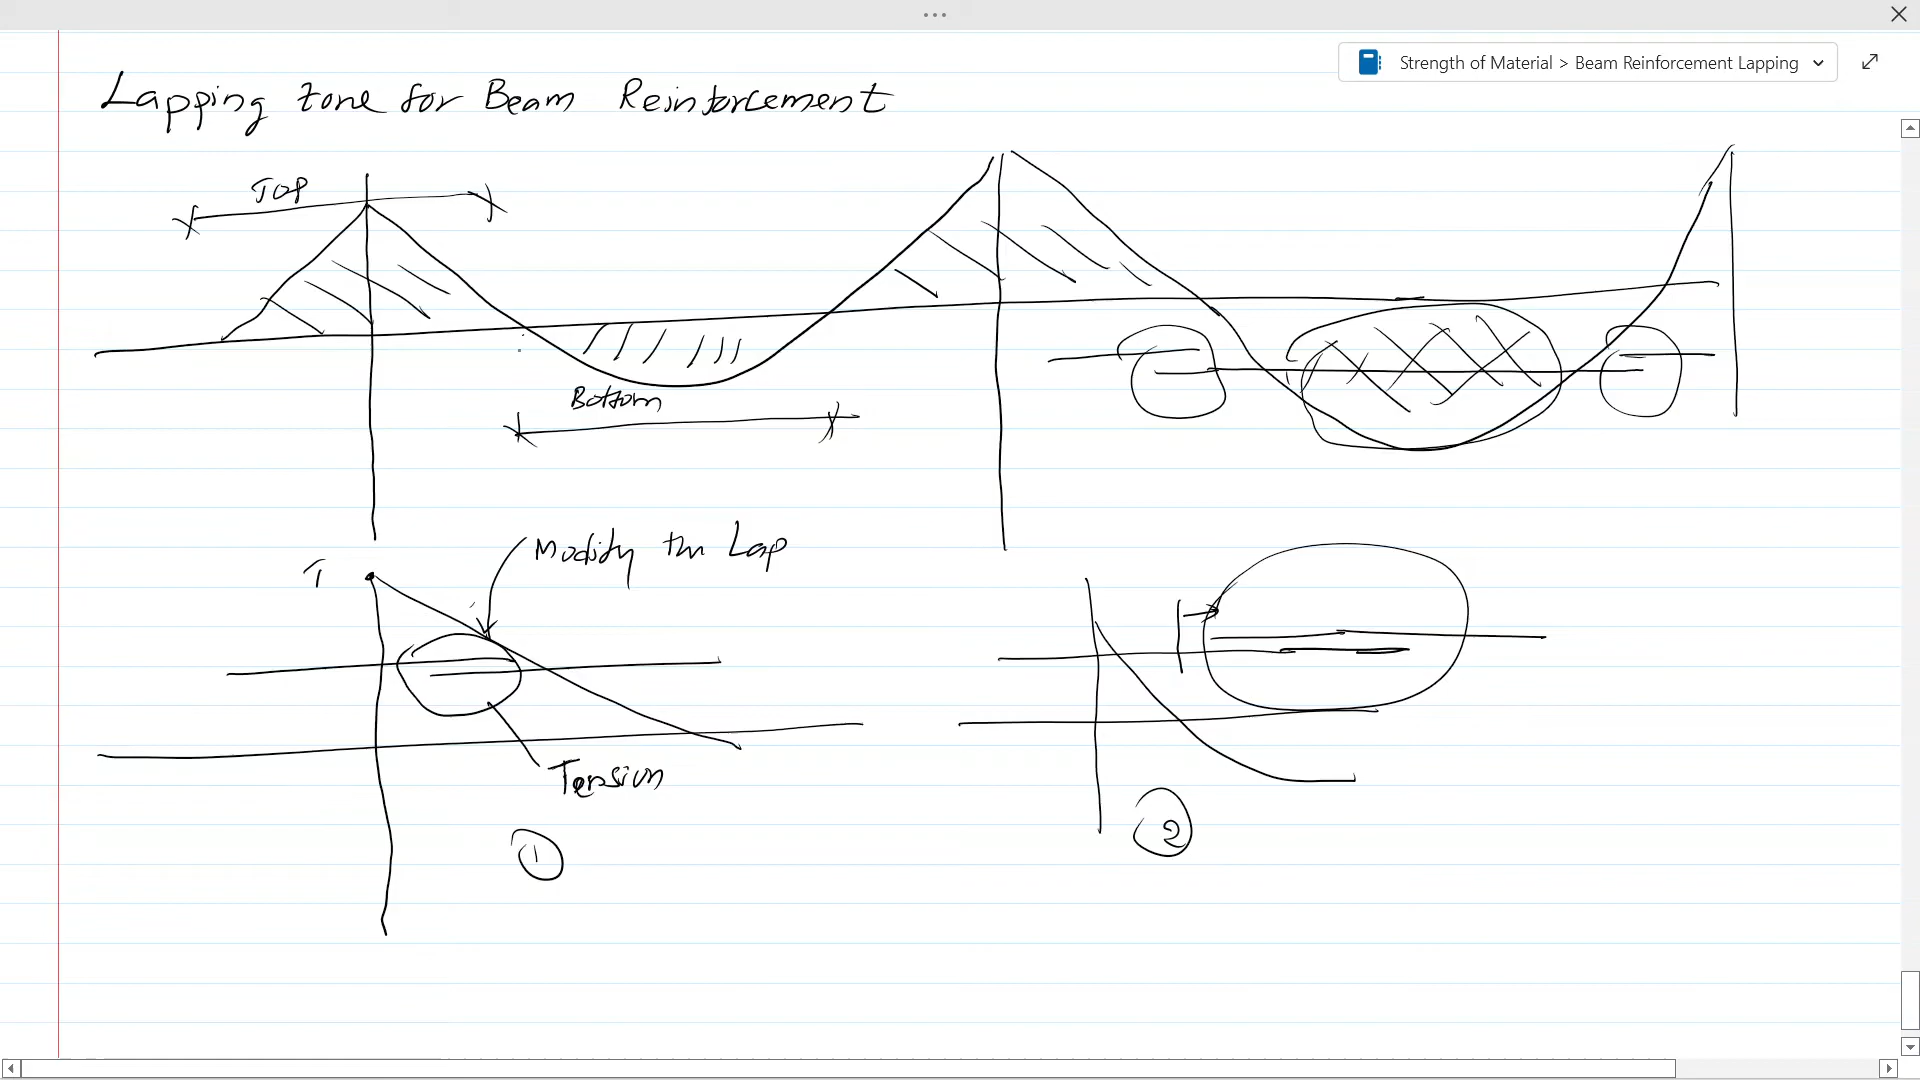 Strength of Material > Beam Reinforcement Lapping
Lapping Zone for Beam Reinforcement
Top
Bottom
Modify the Lap
T
Tension
1
2